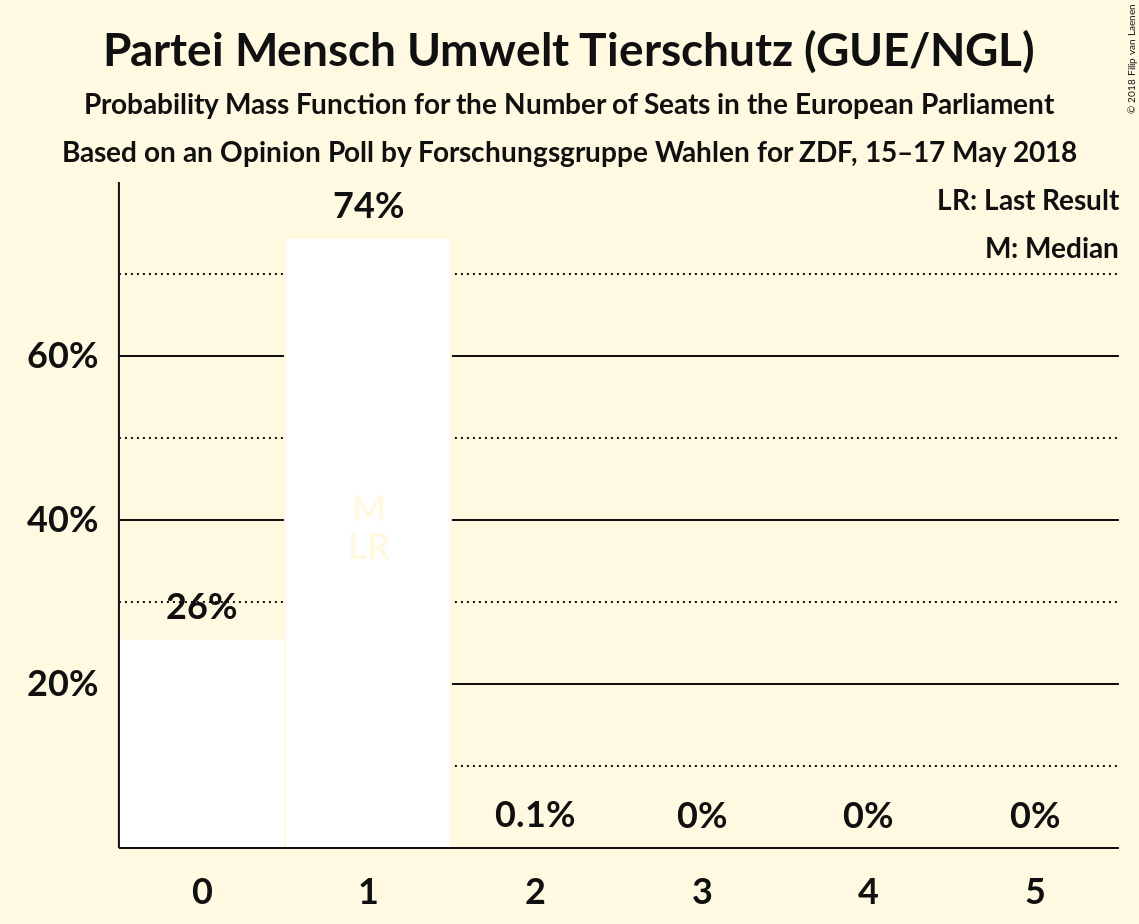 Partei Mensch Umwelt Tierschutz (GUE/NGL)
Probability Mass Function for the Number of Seats in the European Parliament
Based on an Opinion Poll by Forschungsgruppe Wahlen for ZDF, 15–17 May 2018
© 2018 Filip van Laenen
LR: Last Result
M: Median
74%
60%
40%
20%
M
LR
26%
0.1%
0%
0%
0%
0 1 2 3 4 5